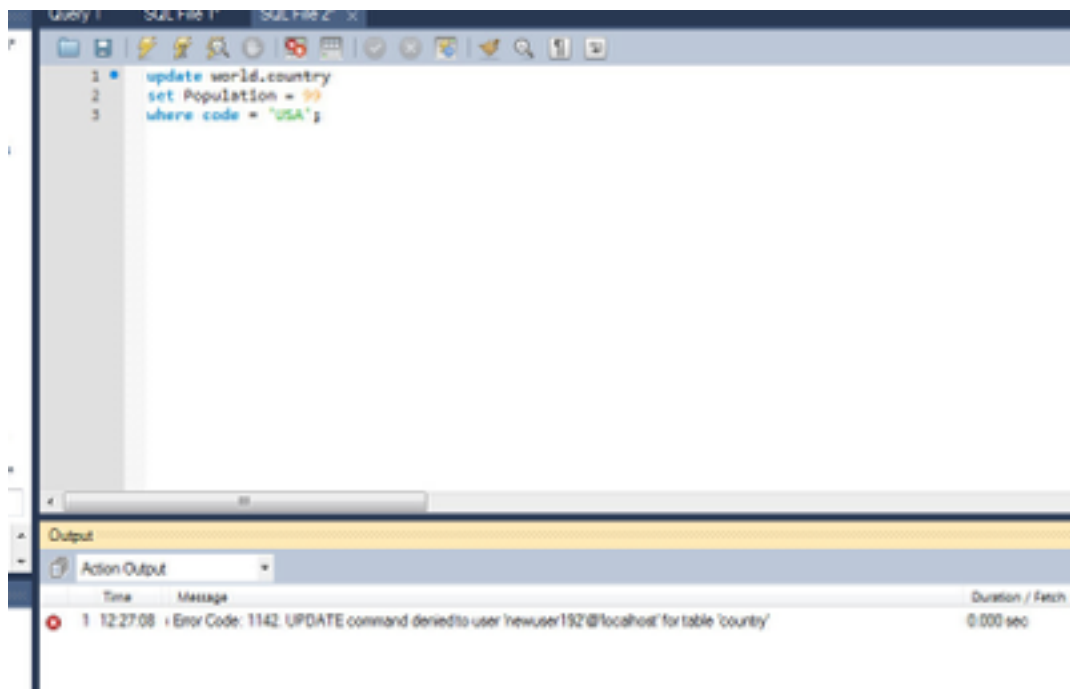 Query 1 SQL File 1* SQL File 2*
1 update world.country
2 set Population = 99
3 where code = 'USA';
Output
Action Output
Time Message Duration / Fetch
1 12:27:08 Error Code: 1142. UPDATE command denied to user 'newuser192'@'localhost' for table 'country' 0.000 sec